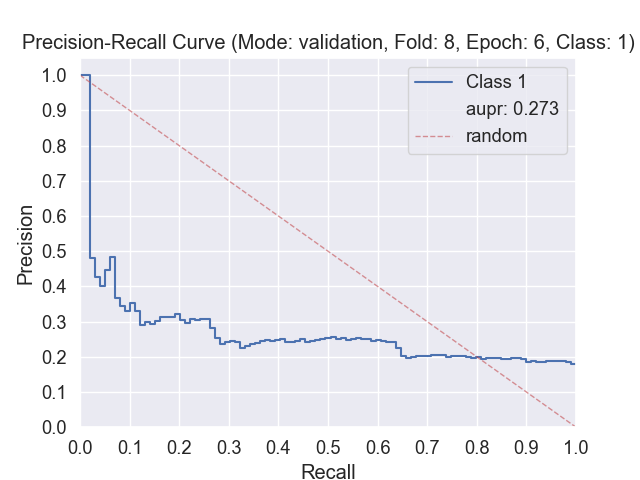 Precision-Recall Curve (Mode: validation, Fold: 8, Epoch: 6, Class: 1)
Class 1
aupr: 0.273
random
Precision
1.0
0.9
0.8
0.7
0.6
0.5
0.4
0.3
0.2
0.1
0.0
0.0 0.1 0.2 0.3 0.4 0.5 0.6 0.7 0.8 0.9 1.0
Recall